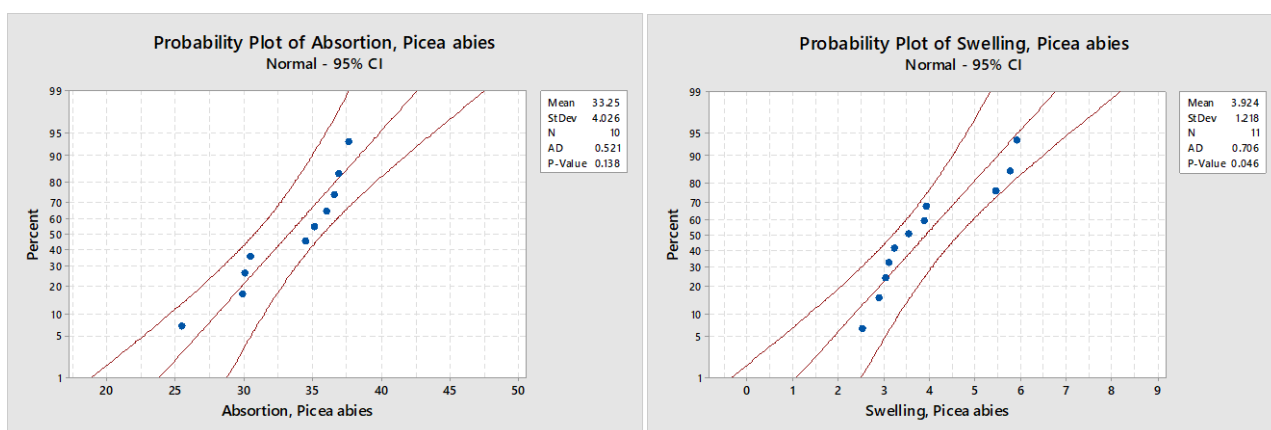 Probability Plot of Absortion, Picea abies
Normal - 95% CI
99
95
90
80
70
60
50
40
30
20
10
5
1
Percent
20 25 30 35 40 45 50
Absortion, Picea abies
Mean 33.25
StDev 4.026
N 10
AD 0.521
P-Value 0.138
Probability Plot of Swelling, Picea abies
Normal - 95% CI
99
95
90
80
70
60
50
40
30
20
10
5
1
Percent
0 1 2 3 4 5 6 7 8 9
Swelling, Picea abies
Mean 3.924
StDev 1.218
N 11
AD 0.706
P-Value 0.046